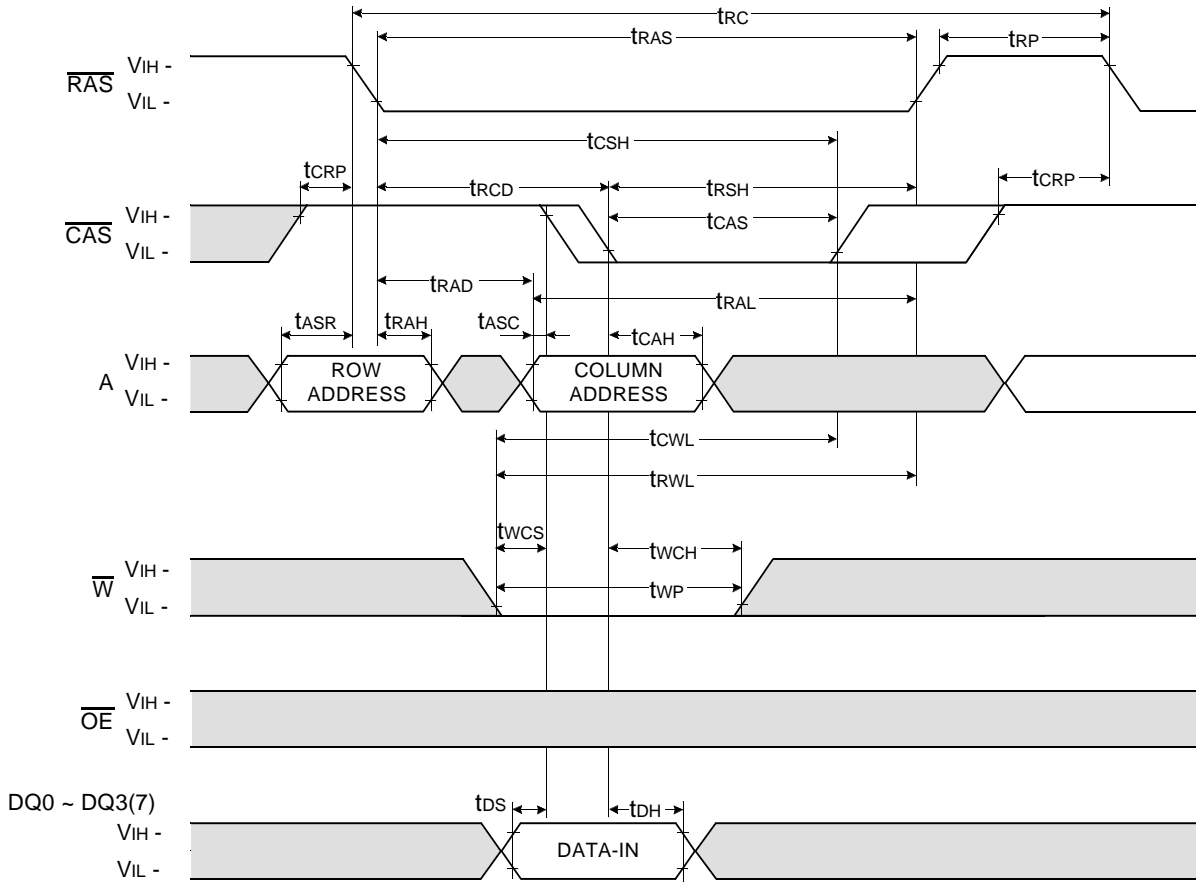 tRC
tRAS
tRP
RAS
VIH -
VIL -
tCSH
tCRP
tRCD
tRSH
tCRP
CAS
VIH -
VIL -
tCAS
tRAD
tRAL
tASR
tRAH
tASC
tCAH
A
VIH -
VIL -
ROW
ADDRESS
COLUMN
ADDRESS
tCWL
tRWL
tWCS
tWCH
W
VIH -
VIL -
tWP
OE
VIH -
VIL -
DQ0 ~ DQ3(7)
tDS
tDH
VIH -
VIL -
DATA-IN